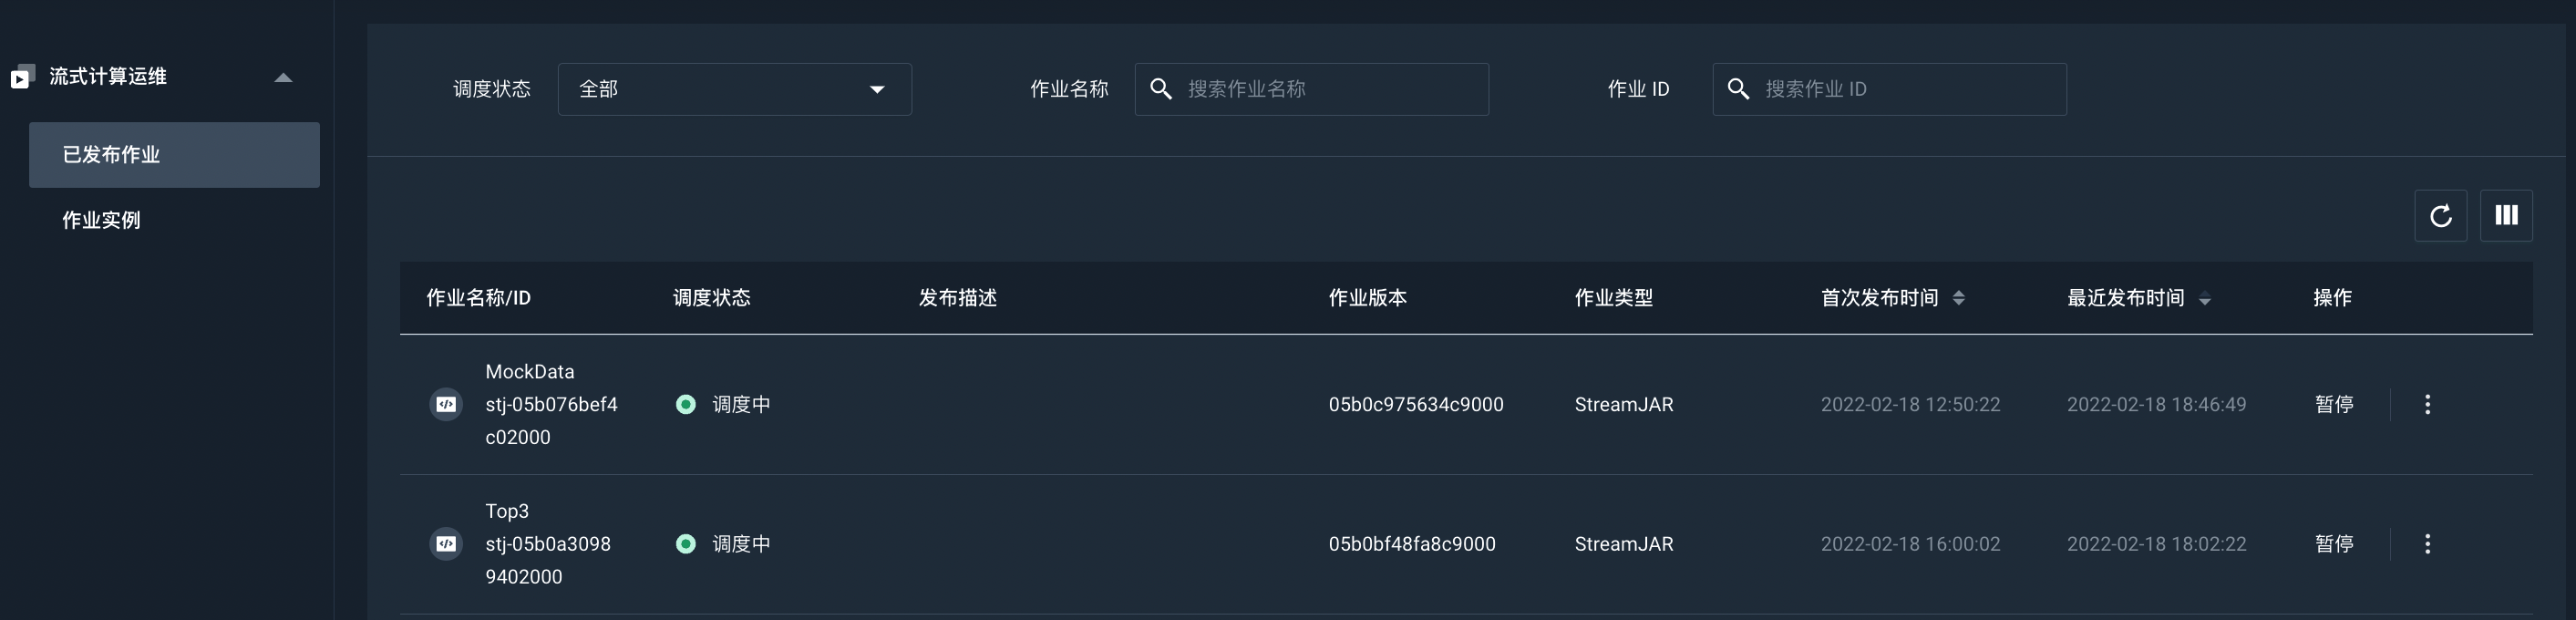 流式计算运维
已发布作业
作业实例
调度状态 全部 作业名称 搜索作业名称 作业 ID 搜索作业 ID
作业名称/ID 调度状态 发布描述 作业版本 作业类型 首次发布时间 最近发布时间 操作
MockData
stj-05b076bef4 调度中 05b0c975634c9000 StreamJAR 2022-02-18 12:50:22 2022-02-18 18:46:49 暂停
c02000
Top3
stj-05b0a3098 调度中 05b0bf48fa8c9000 StreamJAR 2022-02-18 16:00:02 2022-02-18 18:02:22 暂停
9402000